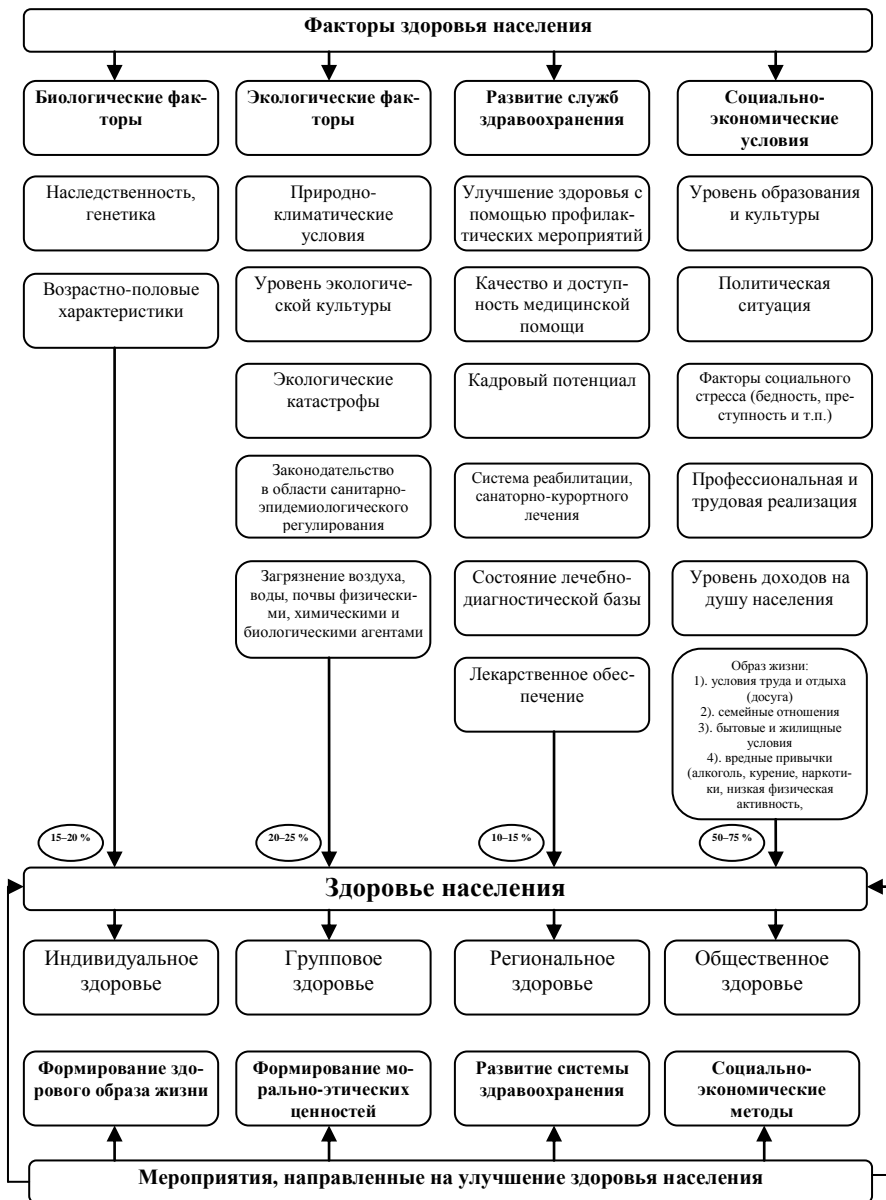 Факторы здоровья населения
Биологические фак-
торы
Экологические фак-
торы
Развитие служб
здравоохранения
Социально-
экономические
условия
Наследственность,
генетика
Природно-
климатические
условия
Улучшение здоровья с
помощью профилак-
тических мероприятий
Уровень образования
и культуры
Возрастно-половые
характеристики
Уровень экологиче-
ской культуры
Качество и доступ-
ность медицинской
помощи
Политическая
ситуация
Экологические
катастрофы
Кадровый потенциал
Факторы социального
стресса (бедность, пре-
ступность и т.п.)
Законодательство
в области санитарно-
эпидемиологического
регулирования
Система реабилитации,
санаторно-курортного
лечения
Профессиональная и
трудовая реализация
Загрязнение воздуха,
воды, почвы физически-
ми, химическими и
биологическими агентами
Состояние лечебно-
диагностической базы
Уровень доходов на
душу населения
Лекарственное обес-
печение
Образ жизни:
1). условия труда и отдыха
(досуга)
2). семейные отношения
3). бытовые и жилищные
условия
4). вредные привычки
(алкоголь, курение, наркоти-
ки, низкая физическая
активность,
15–20 %
20–25 %
10–15 %
50–75 %
Здоровье населения
Индивидуальное
здоровье
Групповое
здоровье
Региональное
здоровье
Общественное
здоровье
Формирование здо-
рового образа жизни
Формирование мо-
рально-этических
ценностей
Развитие системы
здравоохранения
Социально-
экономические
методы
Мероприятия, направленные на улучшение здоровья населения